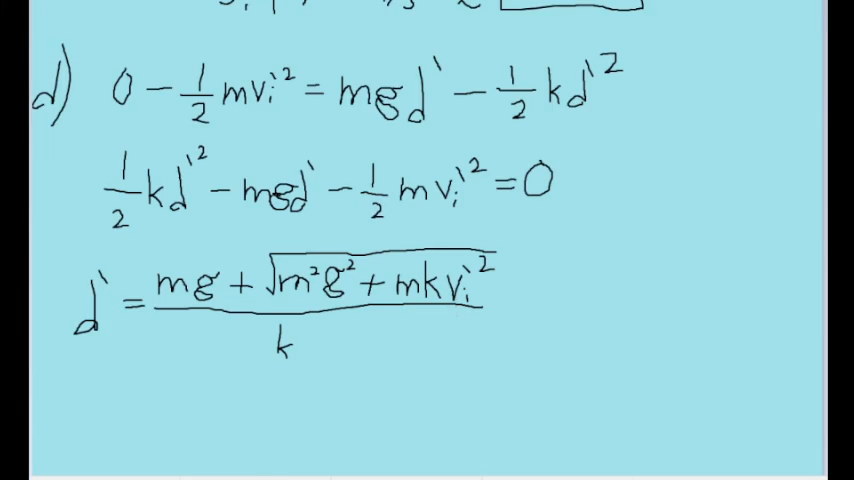 d) 0 - 1/2 mvᵢ'² = mgd' - 1/2 kd'²
1/2 kd'² - mgd' - 1/2 mvᵢ'² = 0
d' = (mg + √(m²g² + mkvᵢ'²)) / k